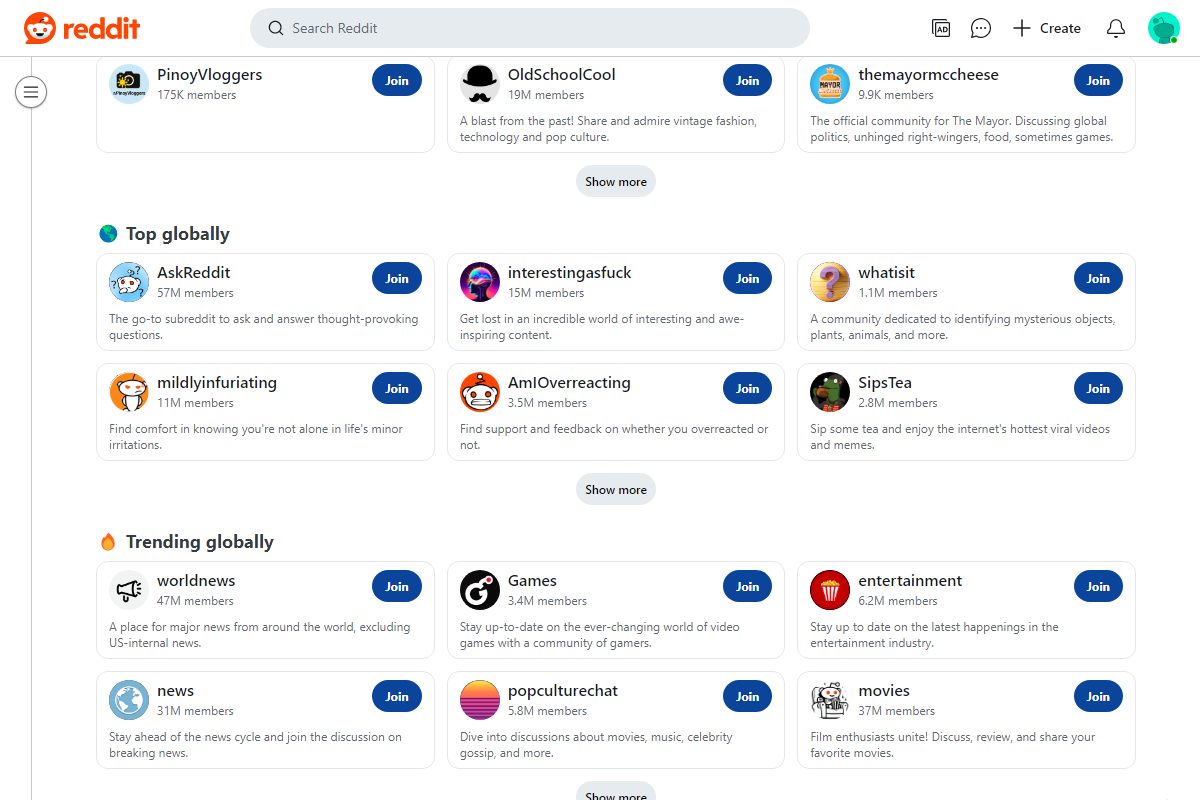 reddit
Search Reddit
AD
Create
PinoyVloggers
175K members
Join
OldSchoolCool
19M members
Join
A blast from the past! Share and admire vintage fashion,
technology and pop culture.
MAYOR
themayormccheese
9.9K members
Join
The official community for The Mayor. Discussing global
politics, unhinged right-wingers, food, sometimes games.
Show more
Top globally
AskReddit
57M members
Join
The go-to subreddit to ask and answer thought-provoking
questions.
interestingasfuck
15M members
Join
Get lost in an incredible world of interesting and awe-
inspiring content.
whatisit
1.1M members
Join
A community dedicated to identifying mysterious objects,
plants, animals, and more.
mildlyinfuriating
11M members
Join
Find comfort in knowing you're not alone in life's minor
irritations.
AmIOverreacting
3.5M members
Join
Find support and feedback on whether you overreacted or
not.
SipsTea
2.8M members
Join
Sip some tea and enjoy the internet's hottest viral videos
and memes.
Show more
Trending globally
worldnews
47M members
Join
A place for major news from around the world, excluding
US-internal news.
Games
3.4M members
Join
Stay up-to-date on the ever-changing world of video
games with a community of gamers.
entertainment
6.2M members
Join
Stay up to date on the latest happenings in the
entertainment industry.
news
31M members
Join
Stay ahead of the news cycle and join the discussion on
breaking news.
popculturechat
5.8M members
Join
Dive into discussions about movies, music, celebrity
gossip, and more.
movies
37M members
Join
Film enthusiasts unite! Discuss, review, and share your
favorite movies.
Show more